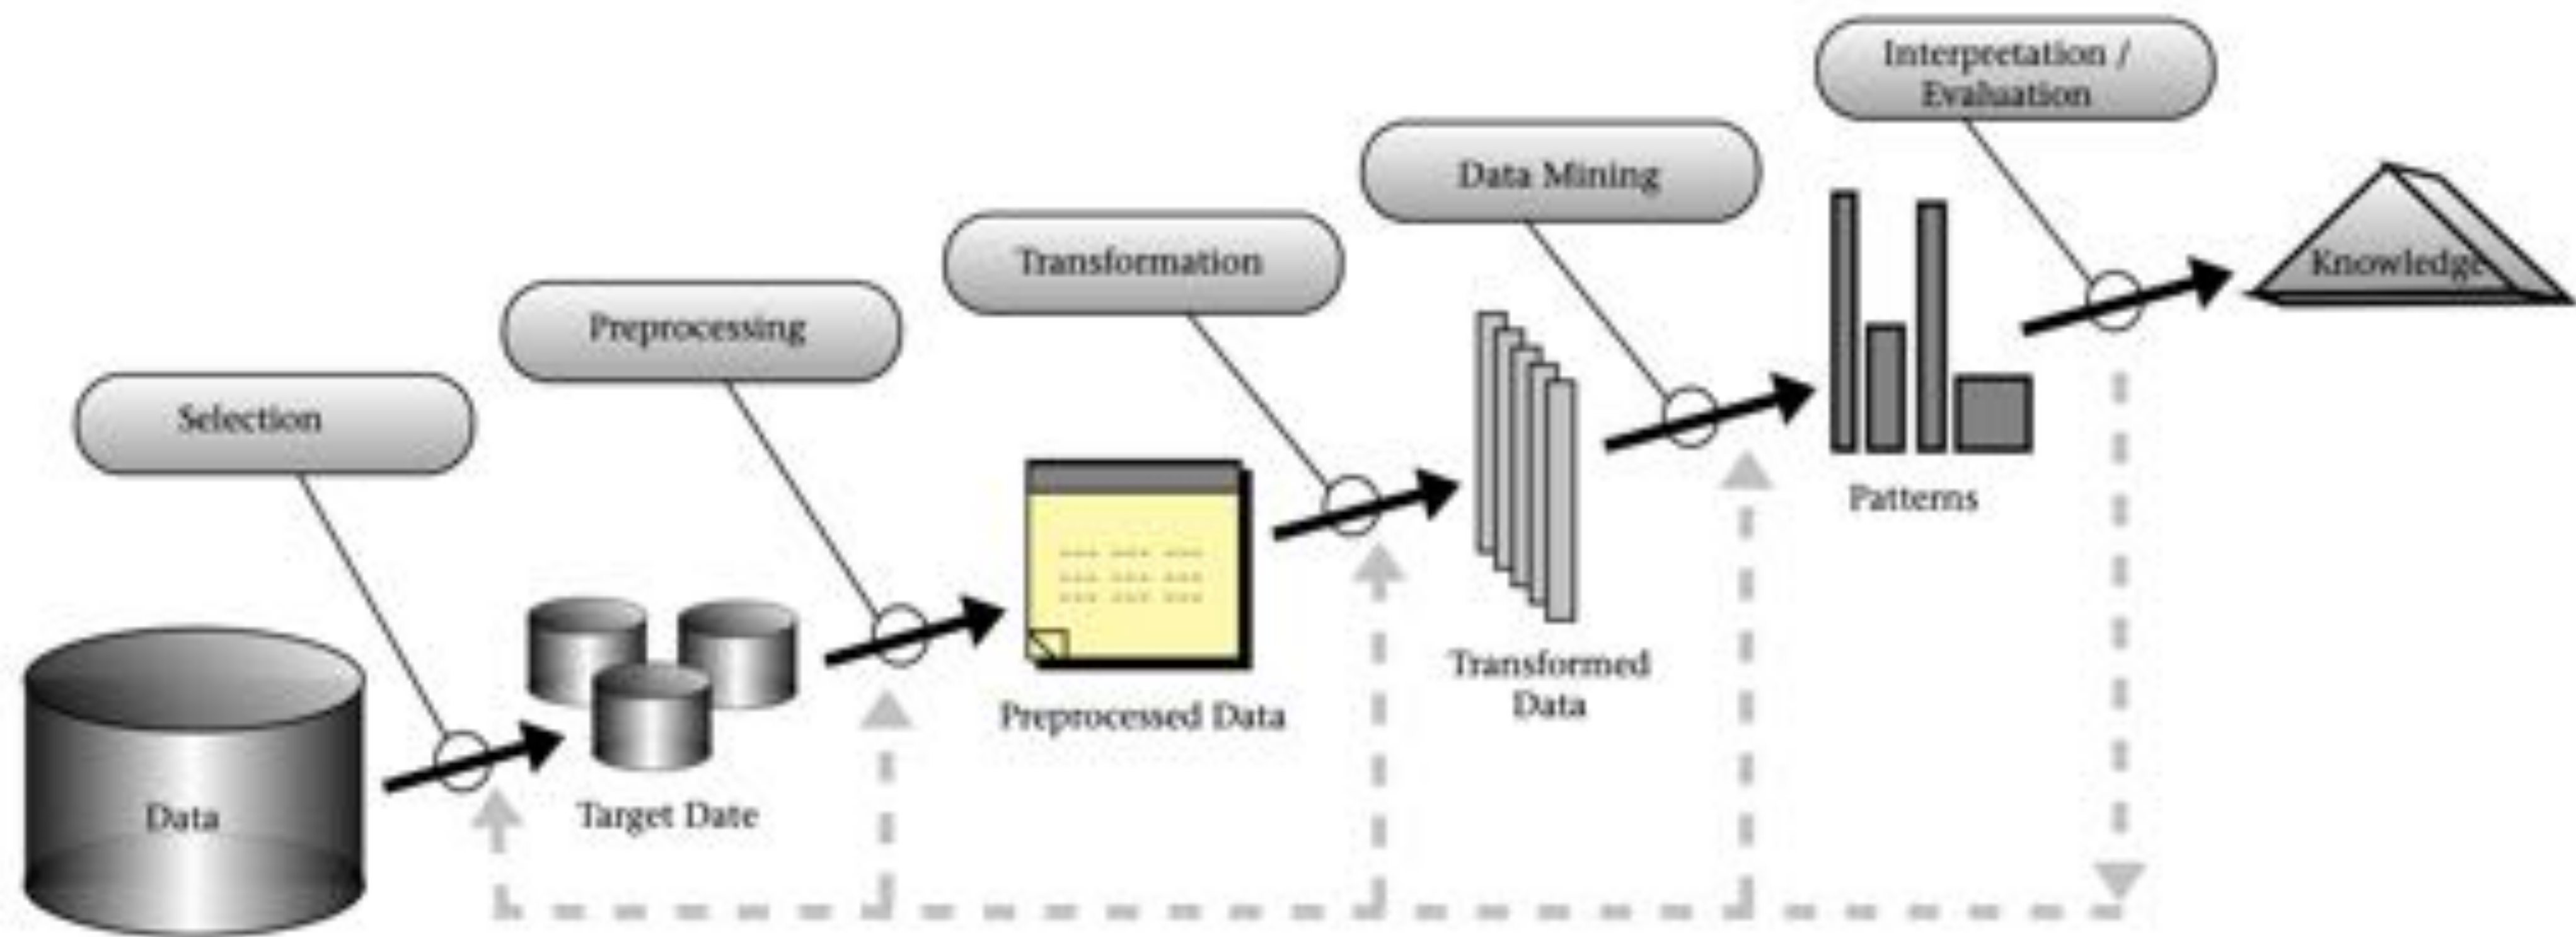 Interpretation /
Evaluation
Data Mining
Transformation
Knowledge
Preprocessing
Selection
Patterns
Transformed
Data
Preprocessed Data
Target Date
Data